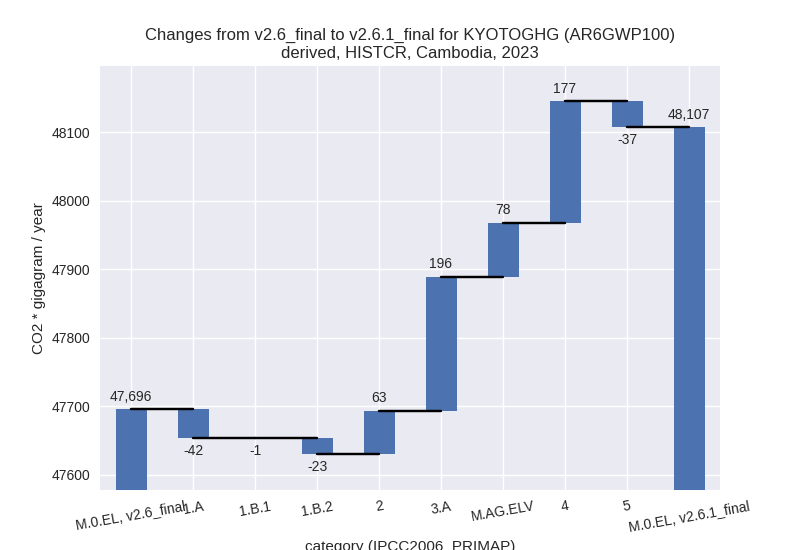 Changes from v2.6_final to v2.6.1_final for KYOTOGHG (AR6GWP100)
derived, HISTCR, Cambodia, 2023
CO2 * gigagram / year
48100
48000
47900
47800
47700
47600
47,696
-42
-1
-23
63
196
78
177
-37
48,107
M.0.EL, v2.6_final
1.A
1.B.1
1.B.2
2
3.A
M.AG.ELV
4
5
M.0.EL, v2.6.1_final
category (IPCC2006_PRIMAP)